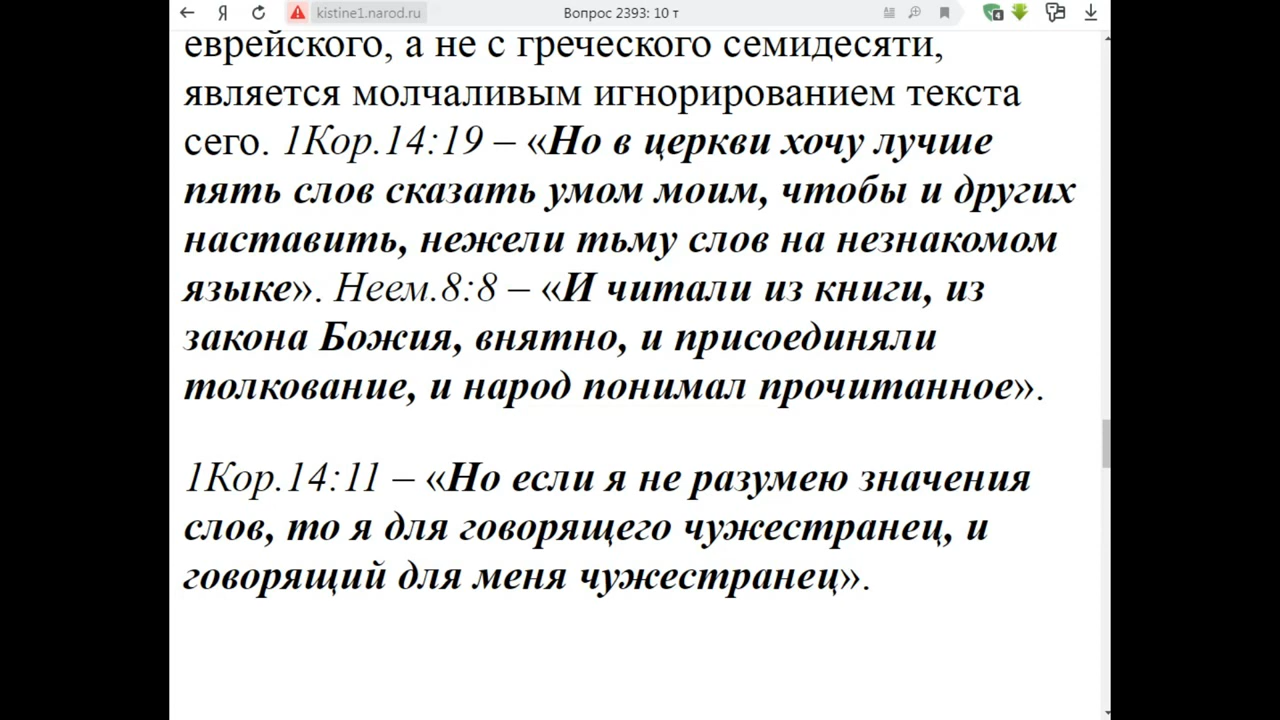 Я kistine1.narod.ru Вопрос 2393: 10 т 4
еврейского, а не с греческого семидесяти,
является молчаливым игнорированием текста
сего. 1Кор.14:19 – «Но в церкви хочу лучше
пять слов сказать умом моим, чтобы и других
наставить, нежели тьму слов на незнакомом
языке». Неем.8:8 – «И читали из книги, из
закона Божия, внятно, и присоединяли
толкование, и народ понимал прочитанное».
1Кор.14:11 – «Но если я не разумею значения
слов, то я для говорящего чужестранец, и
говорящий для меня чужестранец».